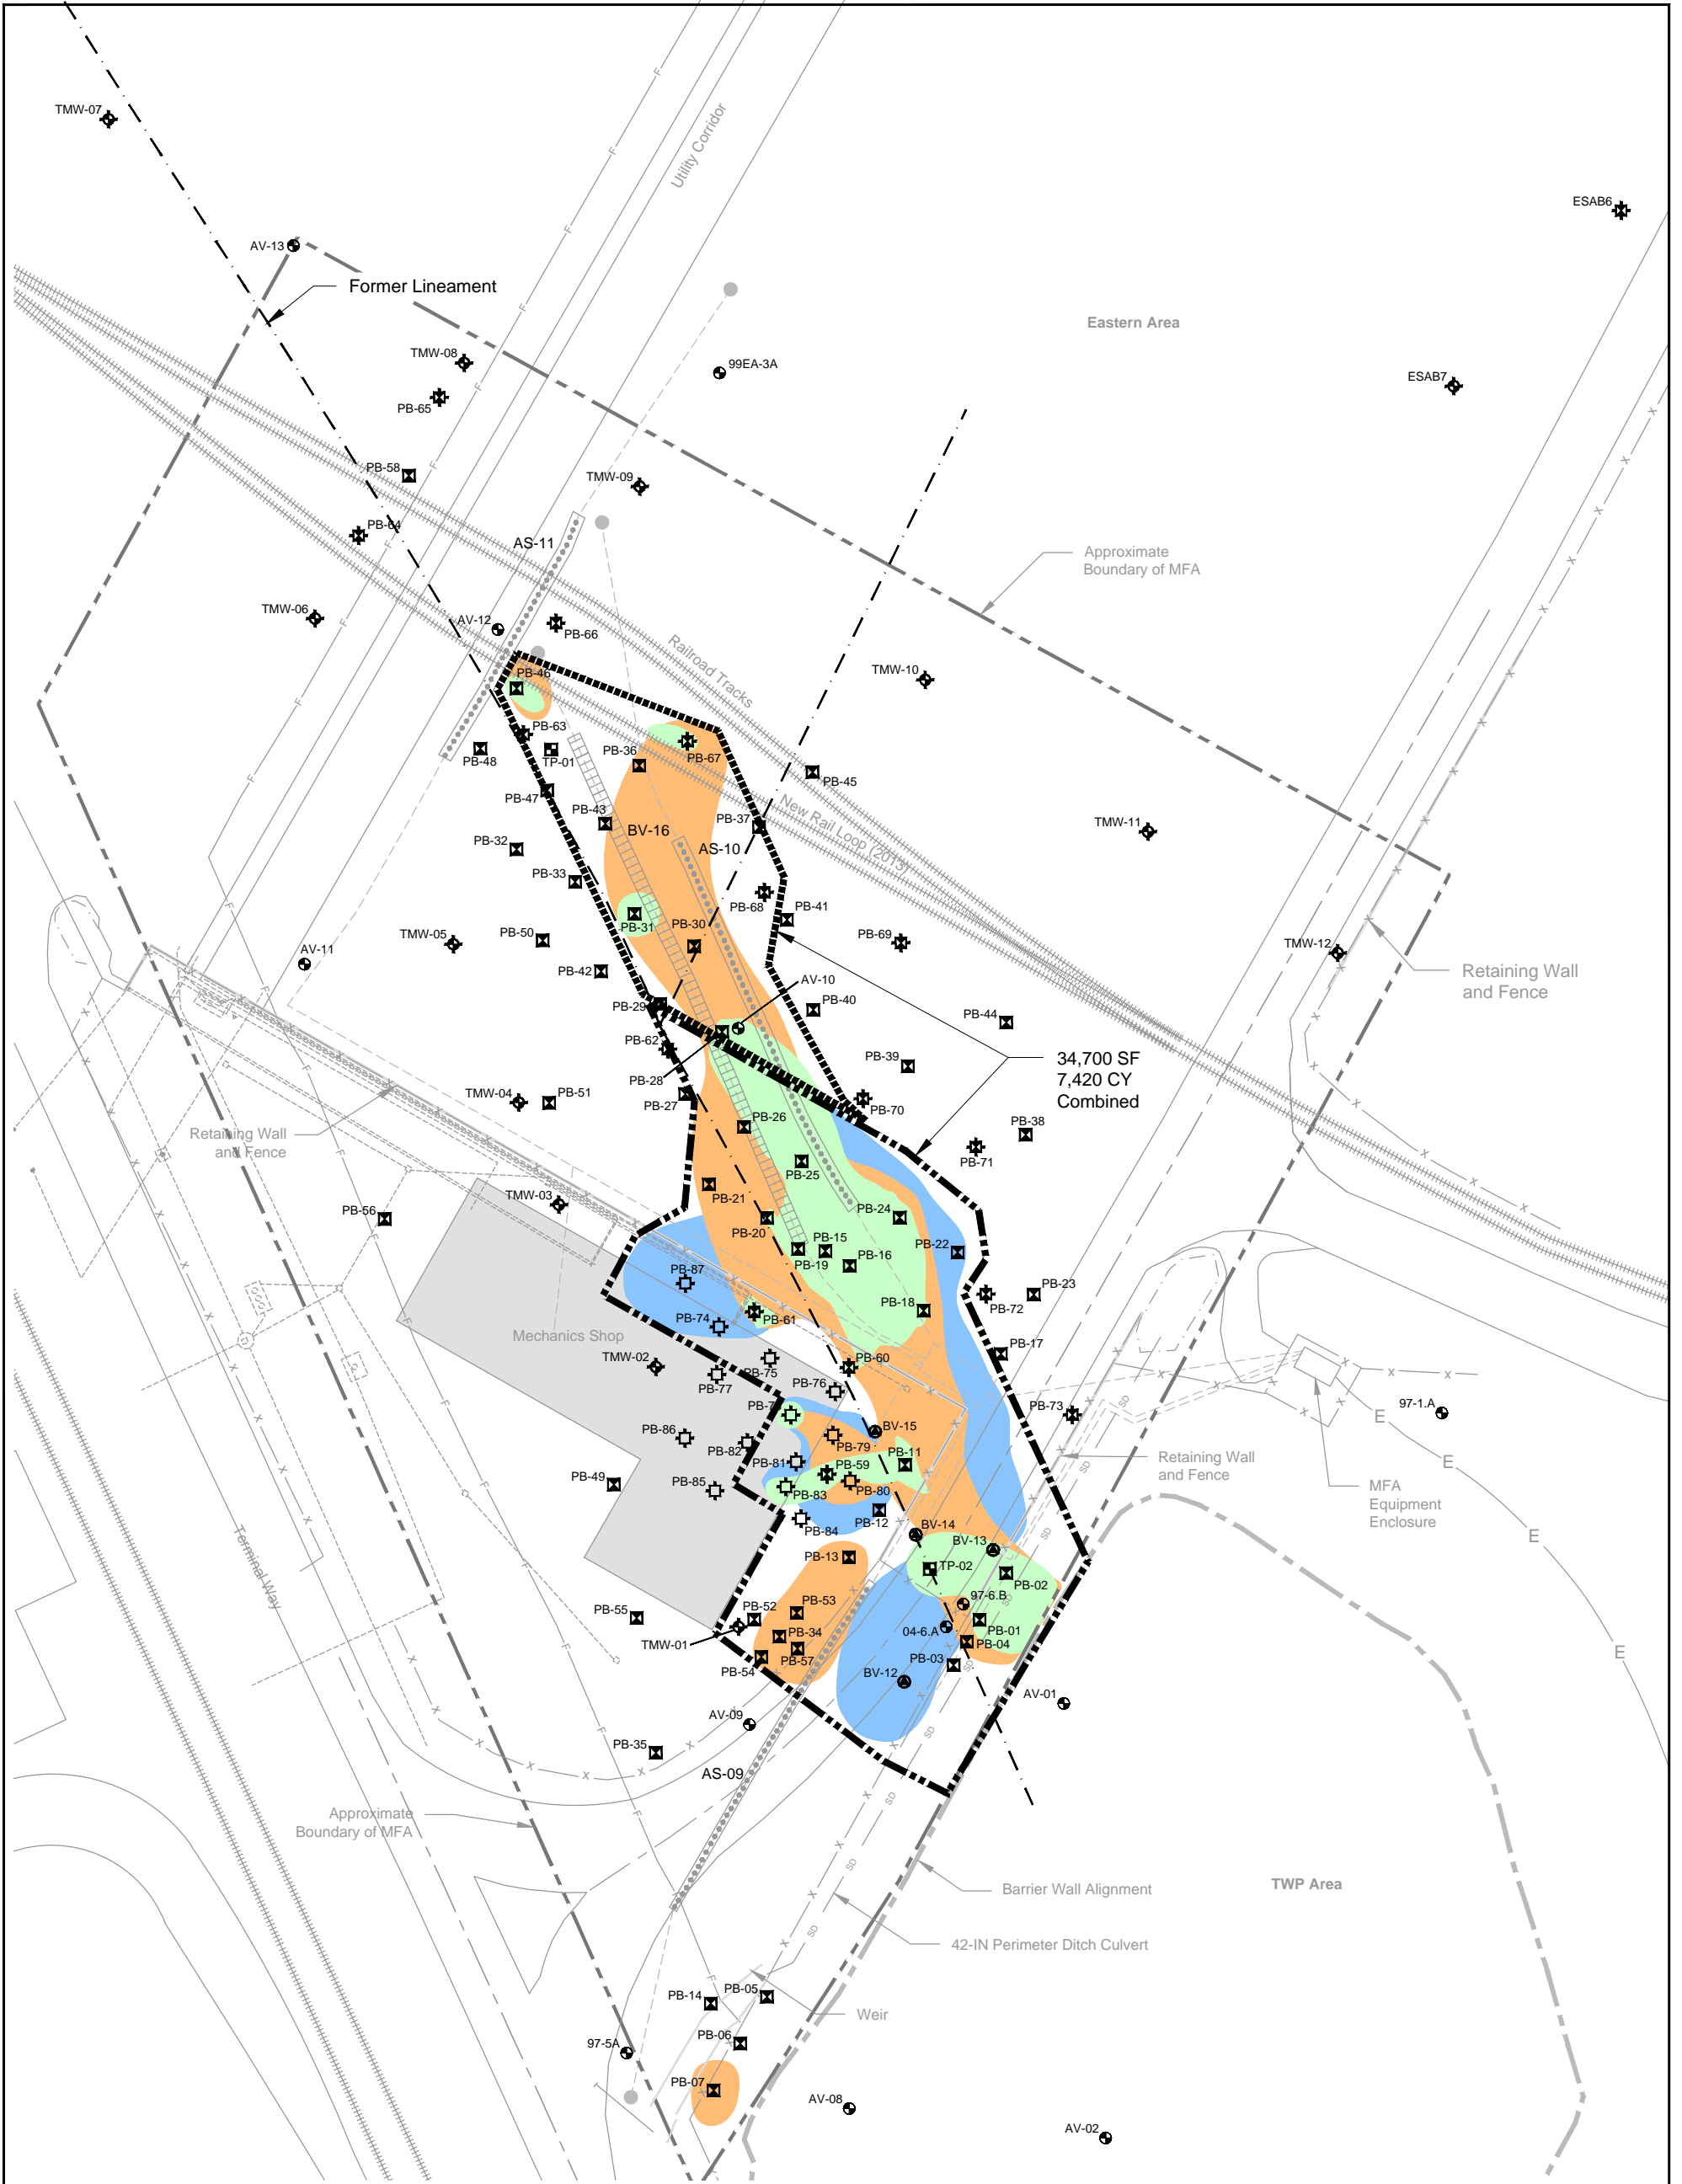 TMW-07
Utility Corridor
ESAB6
AV-13
Former Lineament
Eastern Area
TMW-08
99EA-3A
ESAB7
PB-65
PB-58
TMW-09
PB-64
AS-11
Approximate
Boundary of MFA
TMW-06
AV-12
PB-66
Railroad Tracks
TMW-10
PB-46
PB-63
PB-48
TP-01
PB-36
PB-67
PB-45
PB-47
PB-43
BV-16
PB-37
New Rail Loop (2013)
TMW-11
PB-32
AS-10
PB-33
PB-68
PB-41
PB-31
PB-30
TMW-05
PB-50
PB-69
TMW-12
AV-11
PB-42
Retaining Wall
and Fence
AV-10
PB-29
PB-40
PB-44
PB-62
PB-39
34,700 SF
7,420 CY
Combined
PB-28
PB-27
TMW-04
PB-51
PB-70
PB-26
PB-38
Retaining Wall
and Fence
PB-71
PB-25
PB-21
TMW-03
PB-56
PB-20
PB-24
PB-15
PB-22
PB-19
PB-16
PB-87
PB-23
PB-72
PB-18
PB-61
PB-74
Mechanics Shop
PB-17
TMW-02
PB-75
PB-60
PB-77
PB-76
PB-73
97-1.A
BV-15
PB-86
PB-82
PB-79
PB-11
PB-81
PB-59
Retaining Wall
and Fence
PB-49
PB-85
PB-83
PB-80
MFA
Equipment
Enclosure
PB-84
PB-12
BV-14
BV-13
Terminal Way
PB-13
TP-02
PB-02
97-6.B
PB-55
PB-52
PB-53
04-6.A
PB-01
TMW-01
PB-34
PB-04
PB-57
PB-54
PB-03
BV-12
AV-01
AV-09
PB-35
AS-09
Approximate
Boundary of MFA
Barrier Wall Alignment
TWP Area
42-IN Perimeter Ditch Culvert
PB-14
PB-05
Weir
PB-06
97-5A
PB-07
AV-08
AV-02